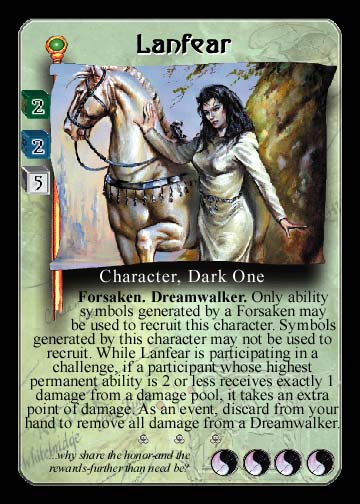 Lanfear
2
2
5
Character, Dark One
Forsaken. Dreamwalker. Only ability
symbols generated by a Forsaken may
be used to recruit this character. Symbols
generated by this character may not be used to
recruit. While Lanfear is participating in a
challenge, if a participant whose highest
permanent ability is 2 or less receives exactly 1
damage from a damage pool, it takes an extra
point of damage. As an event, discard from your
hand to remove all damage from a Dreamwalker.
Whitebridge
...why share the honor-and the
rewards-further than need be?